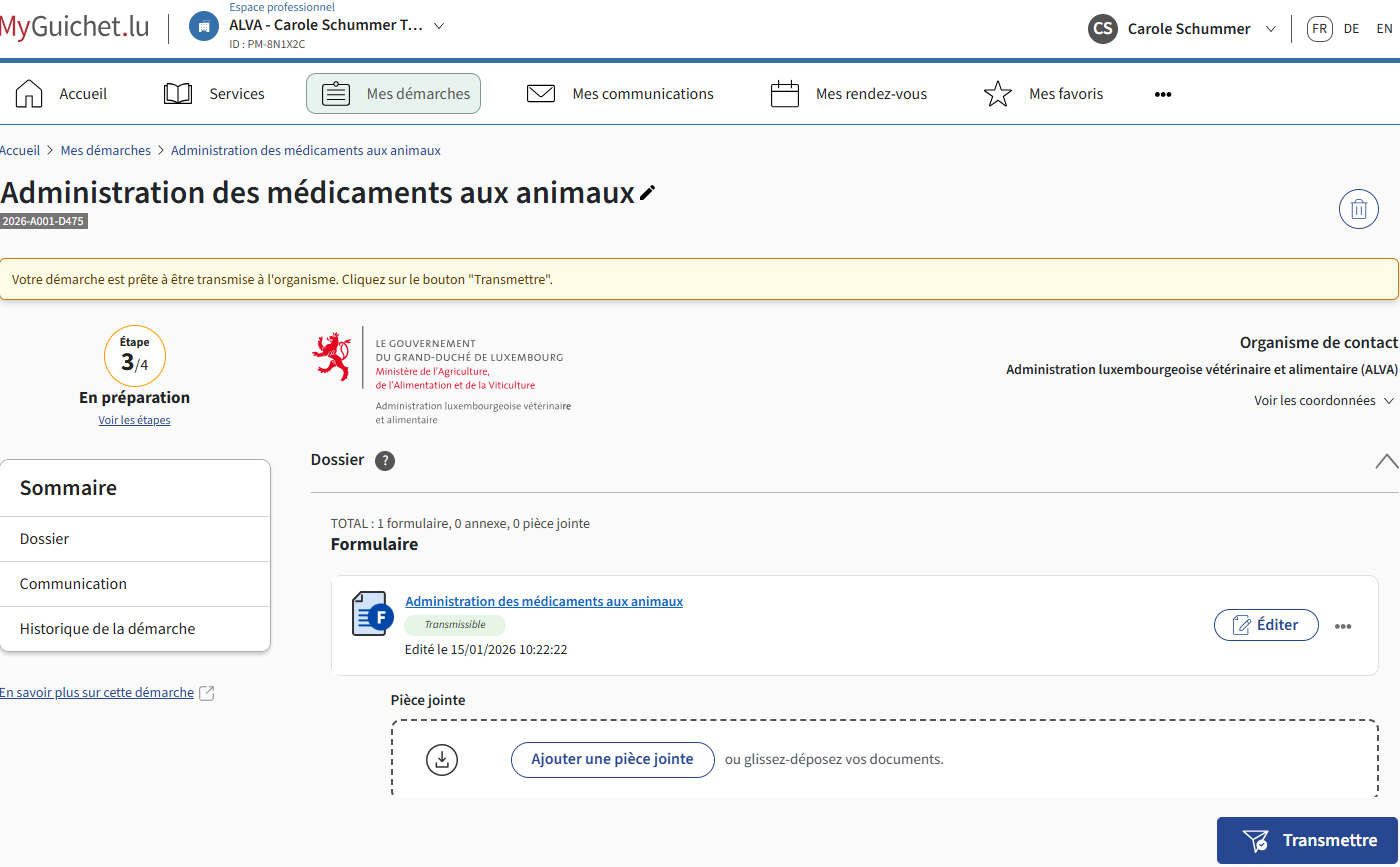 MyGuichet.lu
Espace professionnel
ALVA - Carole Schummer T...
ID : PM-8N1X2C
CS
Carole Schummer
FR
DE
EN
Accueil
Services
Mes démarches
Mes communications
Mes rendez-vous
Mes favoris
Accueil > Mes démarches > Administration des médicaments aux animaux
Administration des médicaments aux animaux
2026-A001-D475
Votre démarche est prête à être transmise à l'organisme. Cliquez sur le bouton "Transmettre".
Étape
3/4
En préparation
Voir les étapes
LE GOUVERNEMENT
DU GRAND-DUCHÉ DE LUXEMBOURG
Ministère de l'Agriculture,
de l'Alimentation et de la Viticulture
Administration luxembourgeoise vétérinaire
et alimentaire
Organisme de contact
Administration luxembourgeoise vétérinaire et alimentaire (ALVA)
Voir les coordonnées
Sommaire
Dossier
Communication
Historique de la démarche
En savoir plus sur cette démarche
Dossier ?
TOTAL : 1 formulaire, 0 annexe, 0 pièce jointe
Formulaire
F
Administration des médicaments aux animaux
Transmissible
Edité le 15/01/2026 10:22:22
Éditer
Pièce jointe
Ajouter une pièce jointe ou glissez-déposez vos documents.
Transmettre